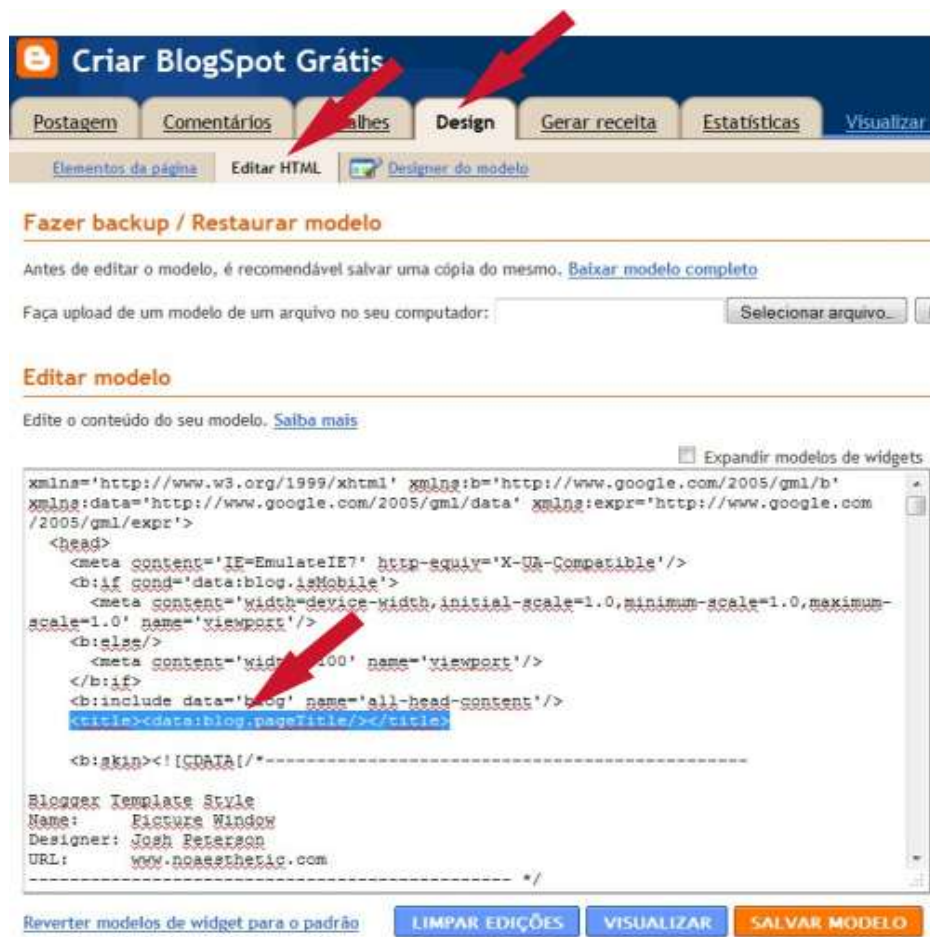 Criar BlogSpot Grátis
Postagem Comentários alhes Design Gerar receita Estatísticas Visualizar
Elementos da página Editar HTML Designer do modelo
Fazer backup / Restaurar modelo
Antes de editar o modelo, é recomendável salvar uma cópia do mesmo. Baixar modelo completo
Faça upload de um modelo de um arquivo no seu computador: Selecionar arquivo...
Editar modelo
Edite o conteúdo do seu modelo. Saiba mais
Expandir modelos de widgets
xmlns='http://www.w3.org/1999/xhtml' xmlns:b='http://www.google.com/2005/gml/b'
xmlns:data='http://www.google.com/2005/gml/data' xmlns:expr='http://www.google.com
/2005/gml/expr'>
<head>
<meta content='IE=EmulateIE7' http-equiv='X-UA-Compatible'/>
<b:if cond='data:blog.isMobile'>
<meta content='width=device-width,initial-scale=1.0,minimum-scale=1.0,maximum-
scale=1.0' name='viewport'/>
<b:else/>
<meta content='wid 100' name='viewport'/>
</b:if>
<b:include data='b og' name='all-head-content'/>
<title><data:blog.pageTitle/></title>
<b:skin><![CDATA[/*-----------------------------------------------
Blogger Template Style
Name: Picture Window
Designer: Josh Peterson
URL: www.noaesthetic.com
----------------------------------------------- */
Reverter modelos de widget para o padrão LIMPAR EDIÇÕES VISUALIZAR SALVAR MODELO